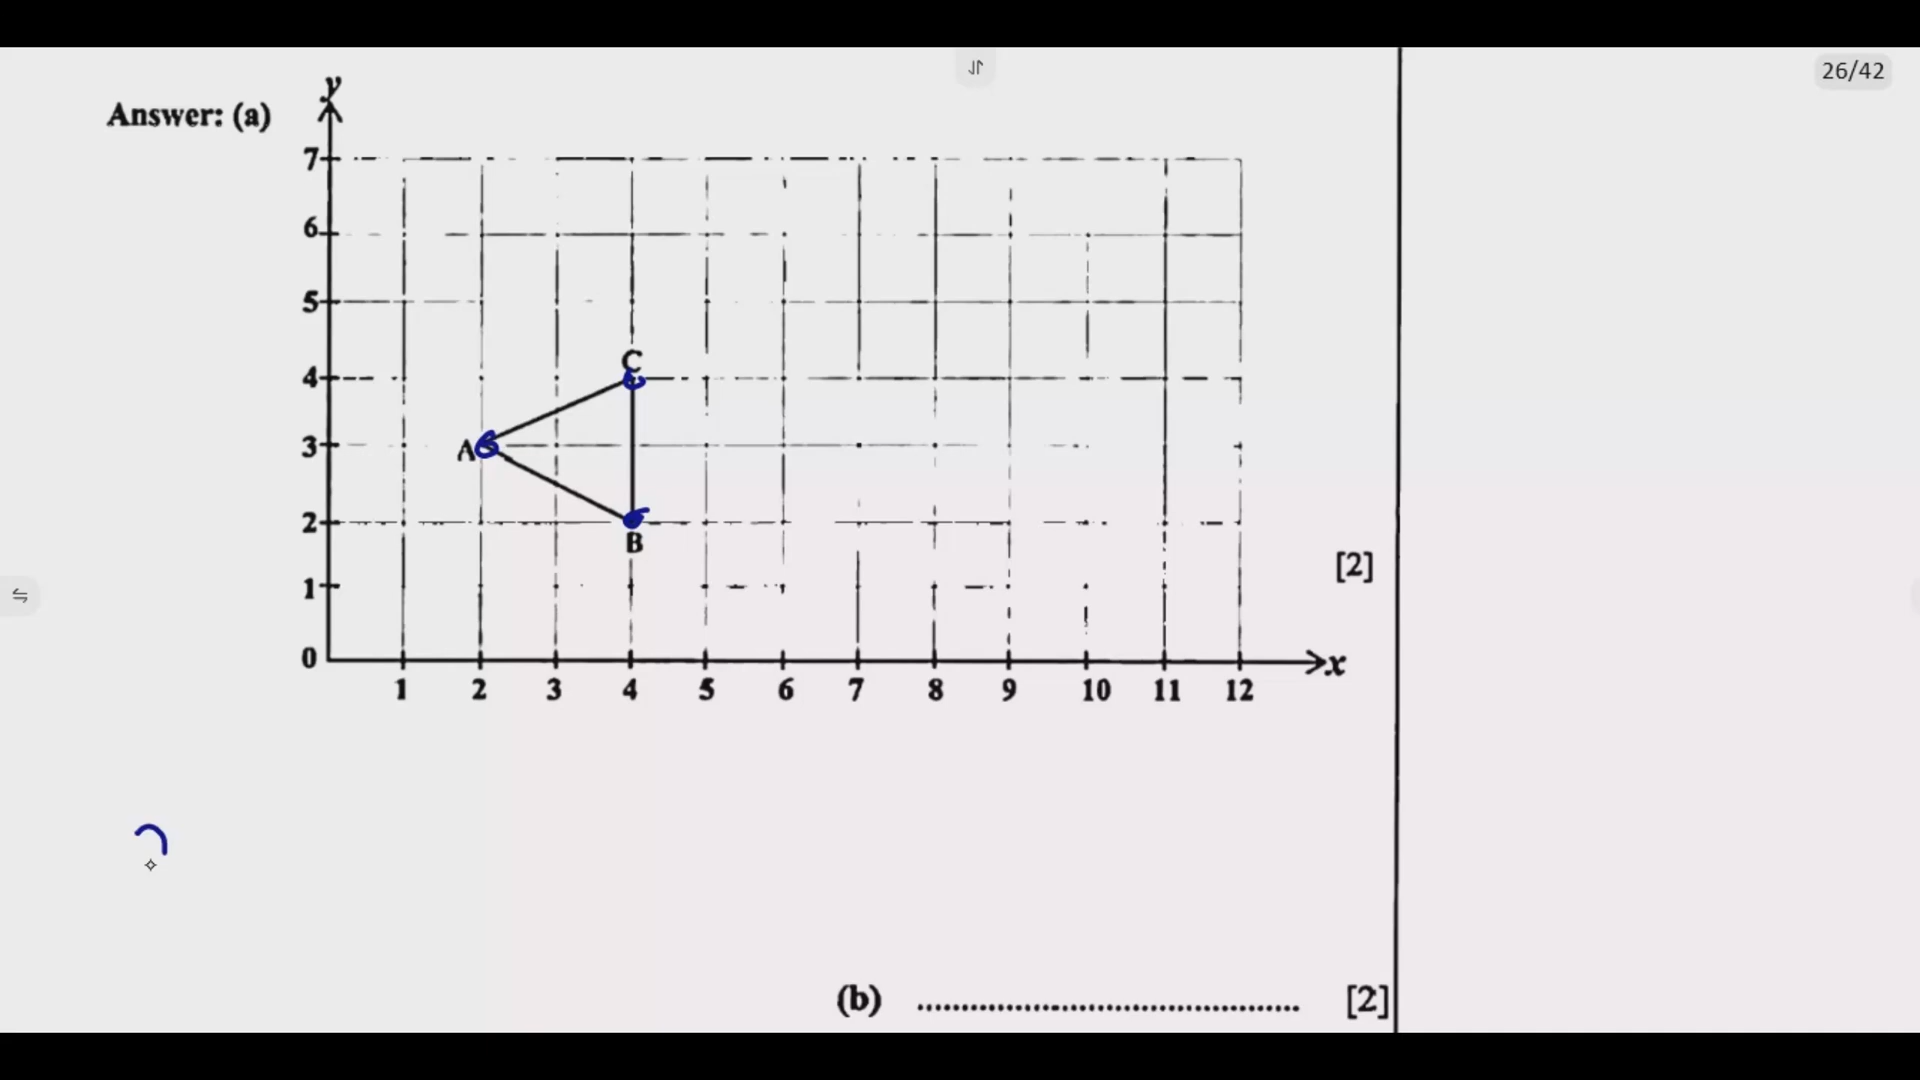 26/42
y
Answer: (a)
7
6
5
C
4
A
3
2
B
[2]
1
0
x
1 2 3 4 5 6 7 8 9 10 11 12
(b) ........................................ [2]